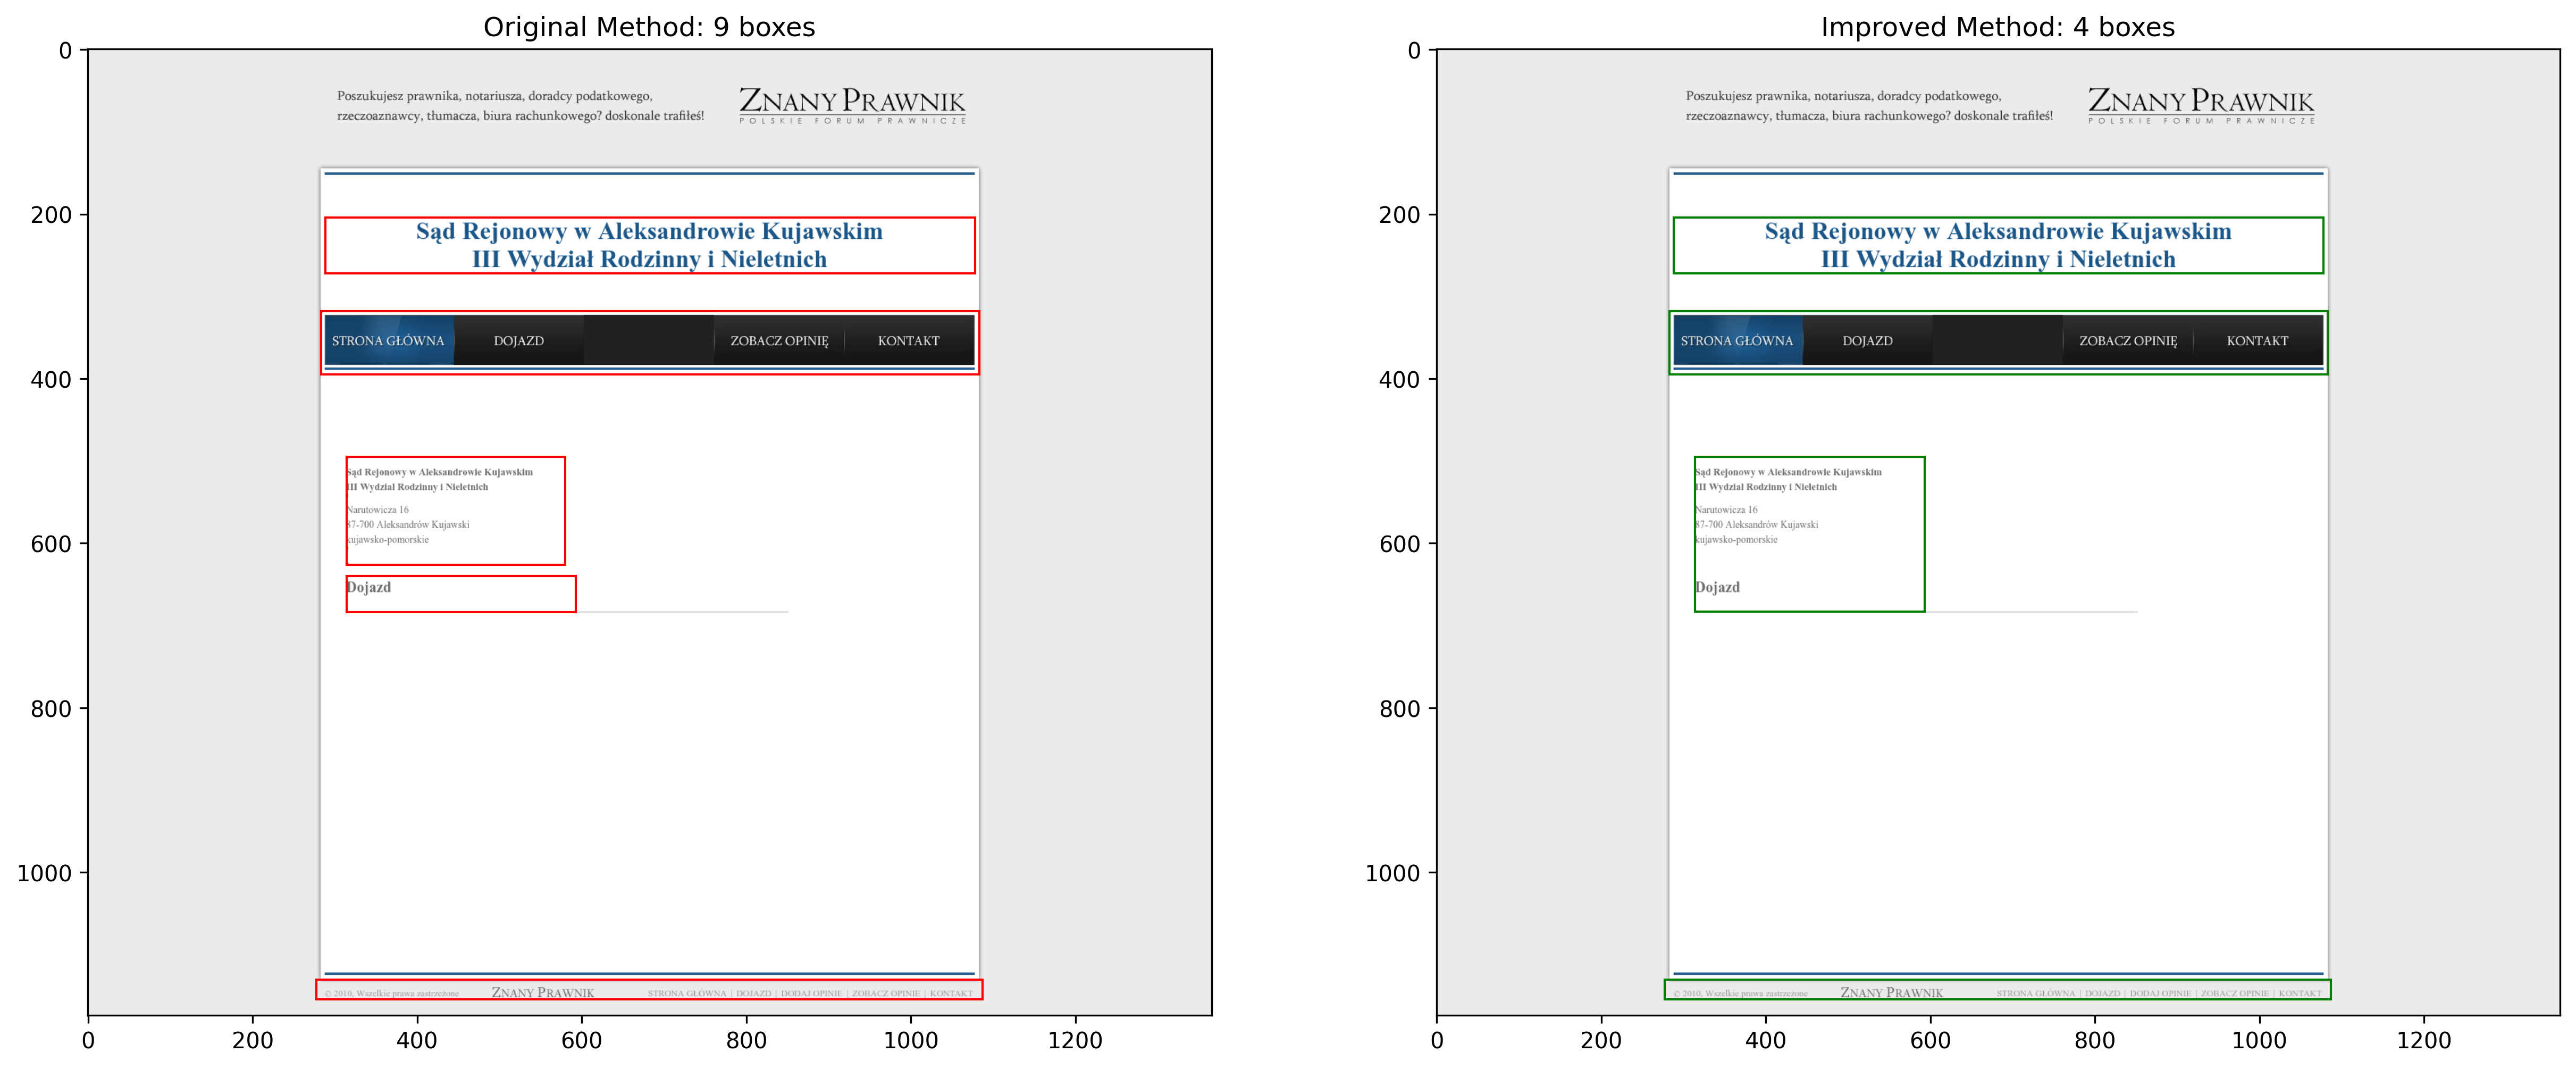 Original Method: 9 boxes
0
200
400
600
800
1000
Poszukujesz prawnika, notariusza, doradcy podatkowego,
rzeczoaznawcy, tłumacza, biura rachunkowego? doskonale trafiłeś!
ZNANY PRAWNIK
POLSKIE FORUM PRAWNICZE
Sąd Rejonowy w Aleksandrowie Kujawskim
III Wydział Rodzinny i Nieletnich
STRONA GŁÓWNA DOJAZD ZOBACZ OPINIĘ KONTAKT
Sąd Rejonowy w Aleksandrowie Kujawskim
III Wydział Rodzinny i Nieletnich
Narutowicza 16
87-700 Aleksandrów Kujawski
kujawsko-pomorskie
Dojazd
© 2010, Wszelkie prawa zastrzeżone ZNANY PRAWNIK STRONA GŁÓWNA | DOJAZD | DODAJ OPINIE | ZOBACZ OPINIE | KONTAKT
0 200 400 600 800 1000 1200
Improved Method: 4 boxes
0
200
400
600
800
1000
Poszukujesz prawnika, notariusza, doradcy podatkowego,
rzeczoaznawcy, tłumacza, biura rachunkowego? doskonale trafiłeś!
ZNANY PRAWNIK
POLSKIE FORUM PRAWNICZE
Sąd Rejonowy w Aleksandrowie Kujawskim
III Wydział Rodzinny i Nieletnich
STRONA GŁÓWNA DOJAZD ZOBACZ OPINIĘ KONTAKT
Sąd Rejonowy w Aleksandrowie Kujawskim
III Wydział Rodzinny i Nieletnich
Narutowicza 16
87-700 Aleksandrów Kujawski
kujawsko-pomorskie
Dojazd
© 2010, Wszelkie prawa zastrzeżone ZNANY PRAWNIK STRONA GŁÓWNA | DOJAZD | DODAJ OPINIE | ZOBACZ OPINIE | KONTAKT
0 200 400 600 800 1000 1200